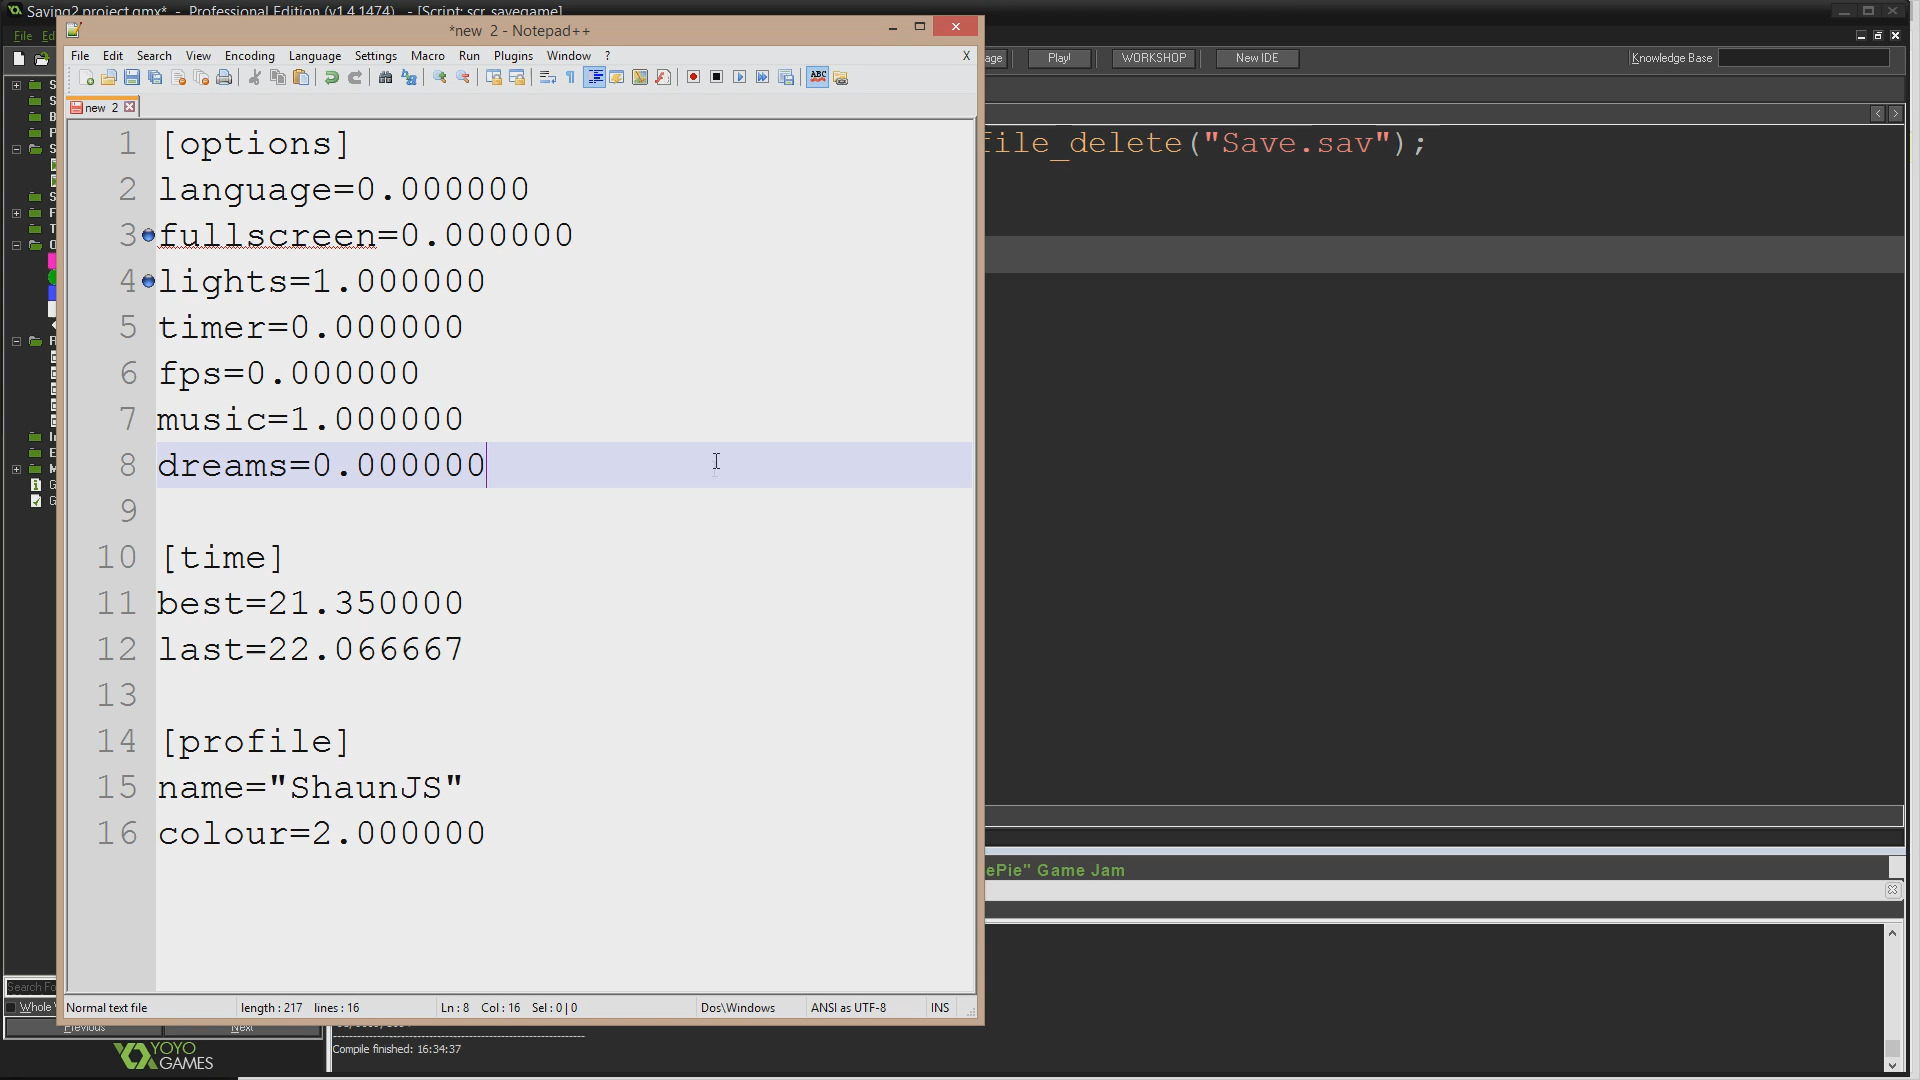 Saving2.project.gmx* - Professional Edition (v1.4.1474) - [Script: scr_savegame]
*new 2 - Notepad++
File
File Edit Search View Encoding Language Settings Macro Run Plugins Window ? X
Play! WORKSHOP New IDE Knowledge Base
new 2
1 [options]
2 language=0.000000
3 fullscreen=0.000000
4 lights=1.000000
5 timer=0.000000
6 fps=0.000000
7 music=1.000000
8 dreams=0.000000
9
10 [time]
11 best=21.350000
12 last=22.066667
13
14 [profile]
15 name="ShaunJS"
16 colour=2.000000
file_delete("Save.sav");
ePie" Game Jam
Normal text file length : 217 lines : 16 Ln : 8 Col : 16 Sel : 0 | 0 Dos\Windows ANSI as UTF-8 INS
Whole
Previous Next
Compile finished: 16:34:37
YOYO
GAMES